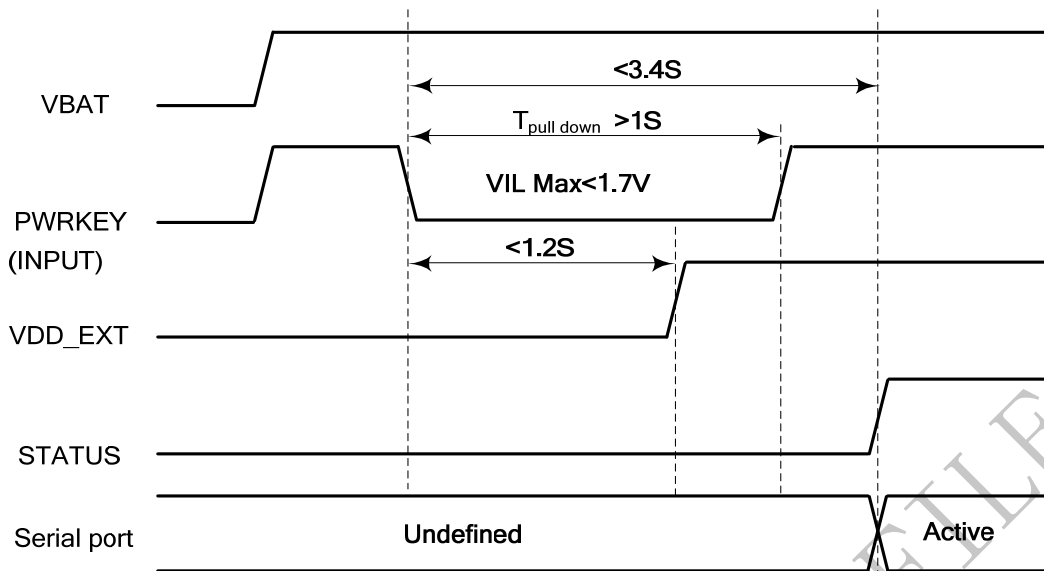 VBAT
<3.4S
Tpull down >1S
VIL Max<1.7V
PWRKEY
(INPUT)
<1.2S
VDD_EXT
STATUS
Serial port
Undefined
Active
FILE